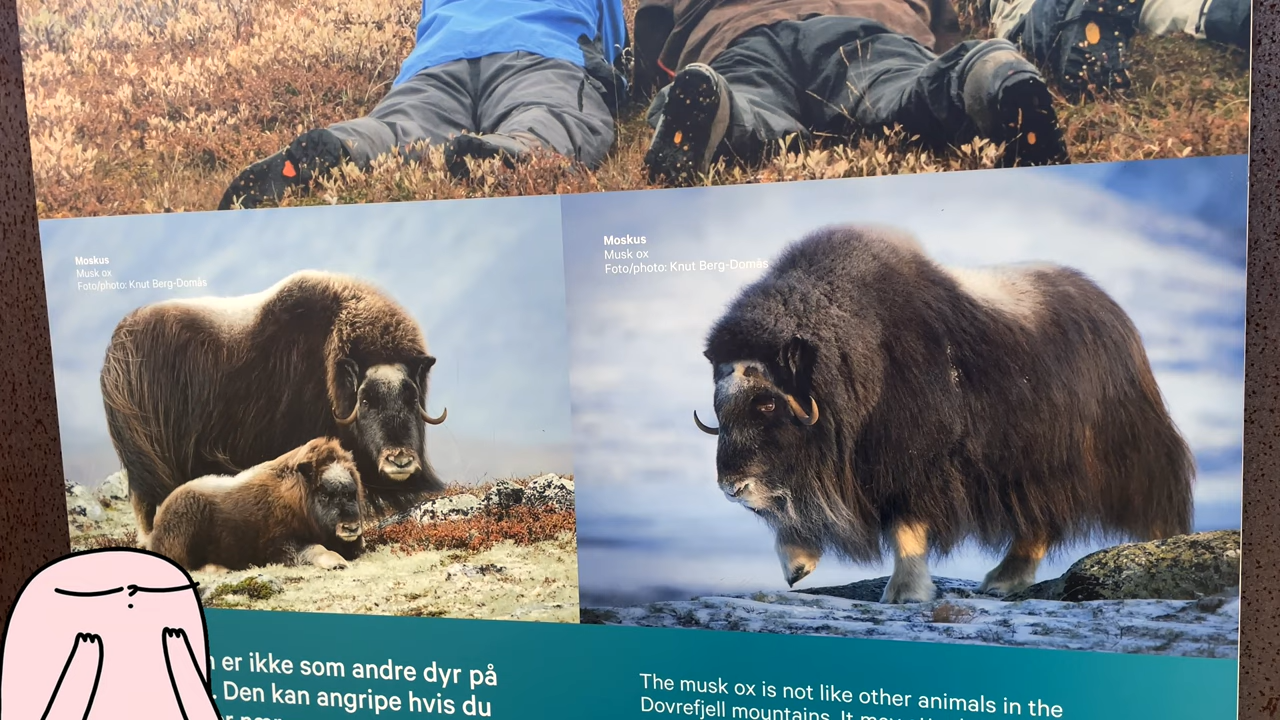 Moskus
Musk ox
Foto/photo: Knut Berg-Domås
Moskus
Musk ox
Foto/photo: Knut Berg-Domås
er ikke som andre dyr på
. Den kan angripe hvis du
The musk ox is not like other animals in the
Dovrefjell mountains. It may